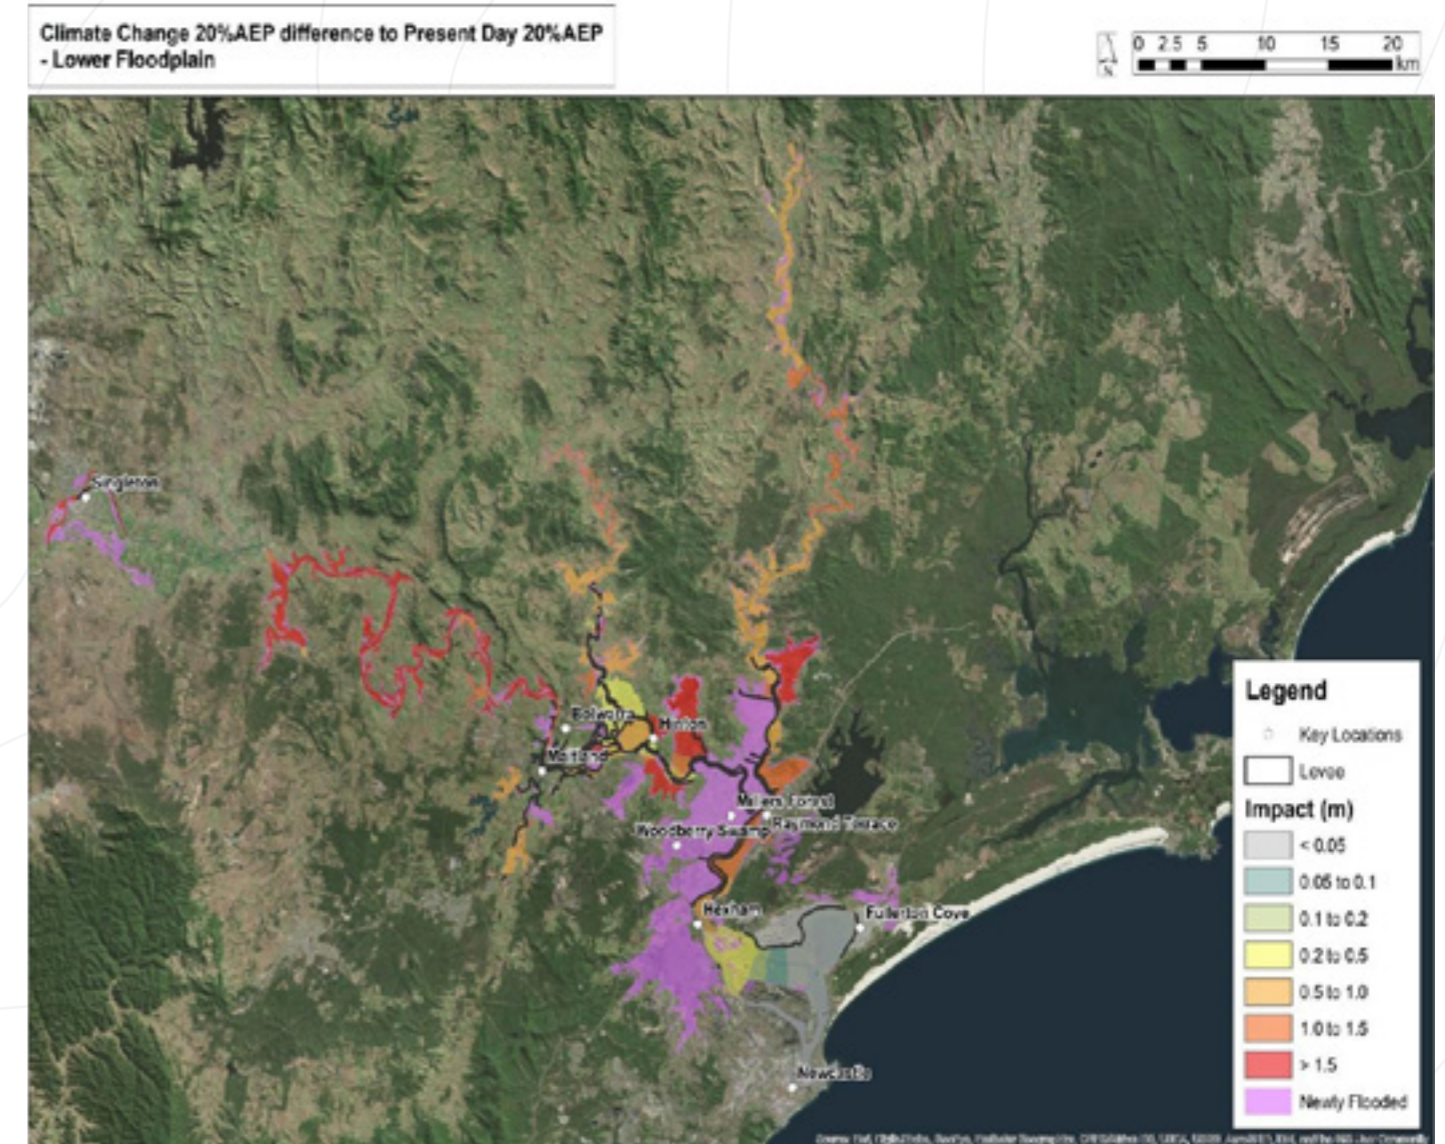 Climate Change 20%AEP difference to Present Day 20%AEP
- Lower Floodplain
N
0 2.5 5 10 15 20
km
Singleton
Bolwarra
Hinton
Maitland
Millers Forest
Woodberry Swamp
Raymond Terrace
Hexham
Fullerton Cove
Newcastle
Legend
Key Locations
Levee
Impact (m)
< 0.05
0.05 to 0.1
0.1 to 0.2
0.2 to 0.5
0.5 to 1.0
1.0 to 1.5
> 1.5
Newly Flooded